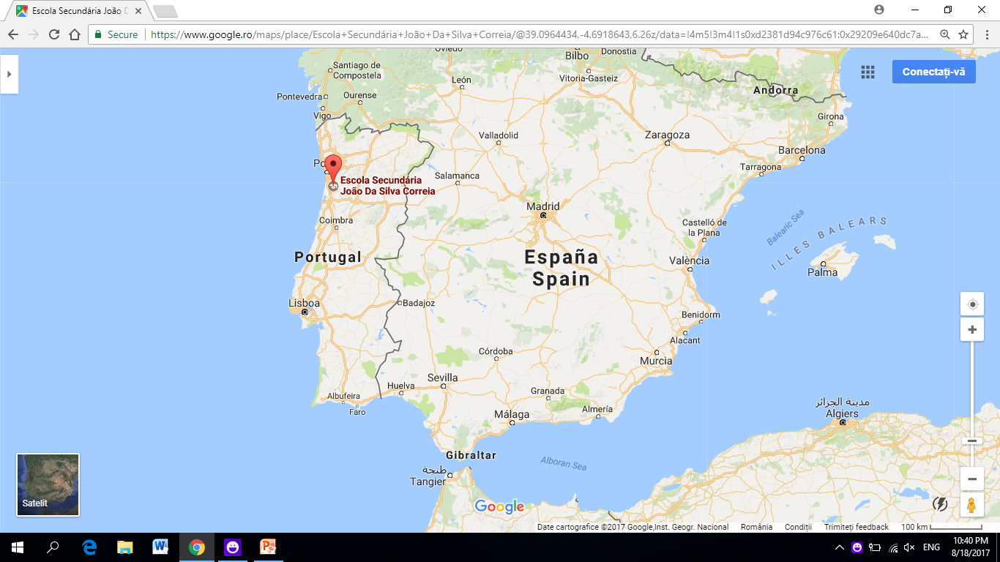 Escola Secundária João D
Secure
https://www.google.ro/maps/place/Escola+Secundária+João+Da+Silva+Correia/@39.0964434,-4.6918643,6.26z/data=!4m5!3m4!1s0xd2381d94c976c61:0x29209e640dc7a...
Conectați-vă
Oviedo
Bilbo
Donostia
Santiago de
Compostela
León
Vitoria-Gasteiz
Andorra
Pontevedra
Ourense
Vigo
Girona
Valladolid
Zaragoza
Barcelona
Po
Tarragona
Escola Secundária
João Da Silva Correia
Salamanca
Madrid
Coimbra
Castelló de
la Plana
Balearic Sea
ILLES BALEARS
Portugal
España
Spain
València
Palma
Lisboa
Badajoz
Benidorm
Alacant
Córdoba
Murcia
Sevilla
Huelva
Granada
Albufeira
Faro
Almería
Málaga
مدينة الجزائر
Algiers
Gibraltar
Alboran Sea
طنجة
Tangier
Satelit
Google
Date cartografice ©2017 Google,Inst. Geogr. Nacional
România
Condiții
Trimiteți feedback
100 km
ENG
10:40 PM
8/18/2017